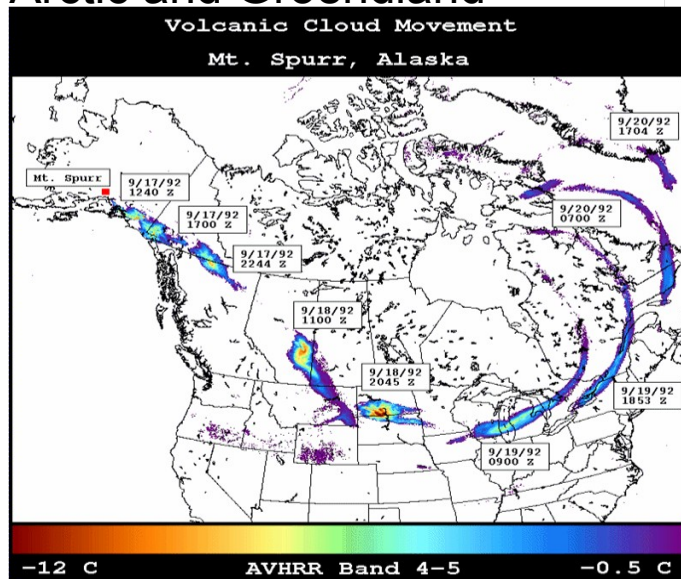 Arctic and Greenland
Volcanic Cloud Movement
Mt. Spurr, Alaska
9/20/92
1704 Z
Mt. Spurr
9/17/92
1240 Z
9/17/92
1700 Z
9/20/92
0700 Z
9/17/92
2244 Z
9/18/92
1100 Z
9/18/92
2045 Z
9/19/92
1853 Z
9/19/92
0900 Z
-12 C
AVHRR Band 4-5
-0.5 C